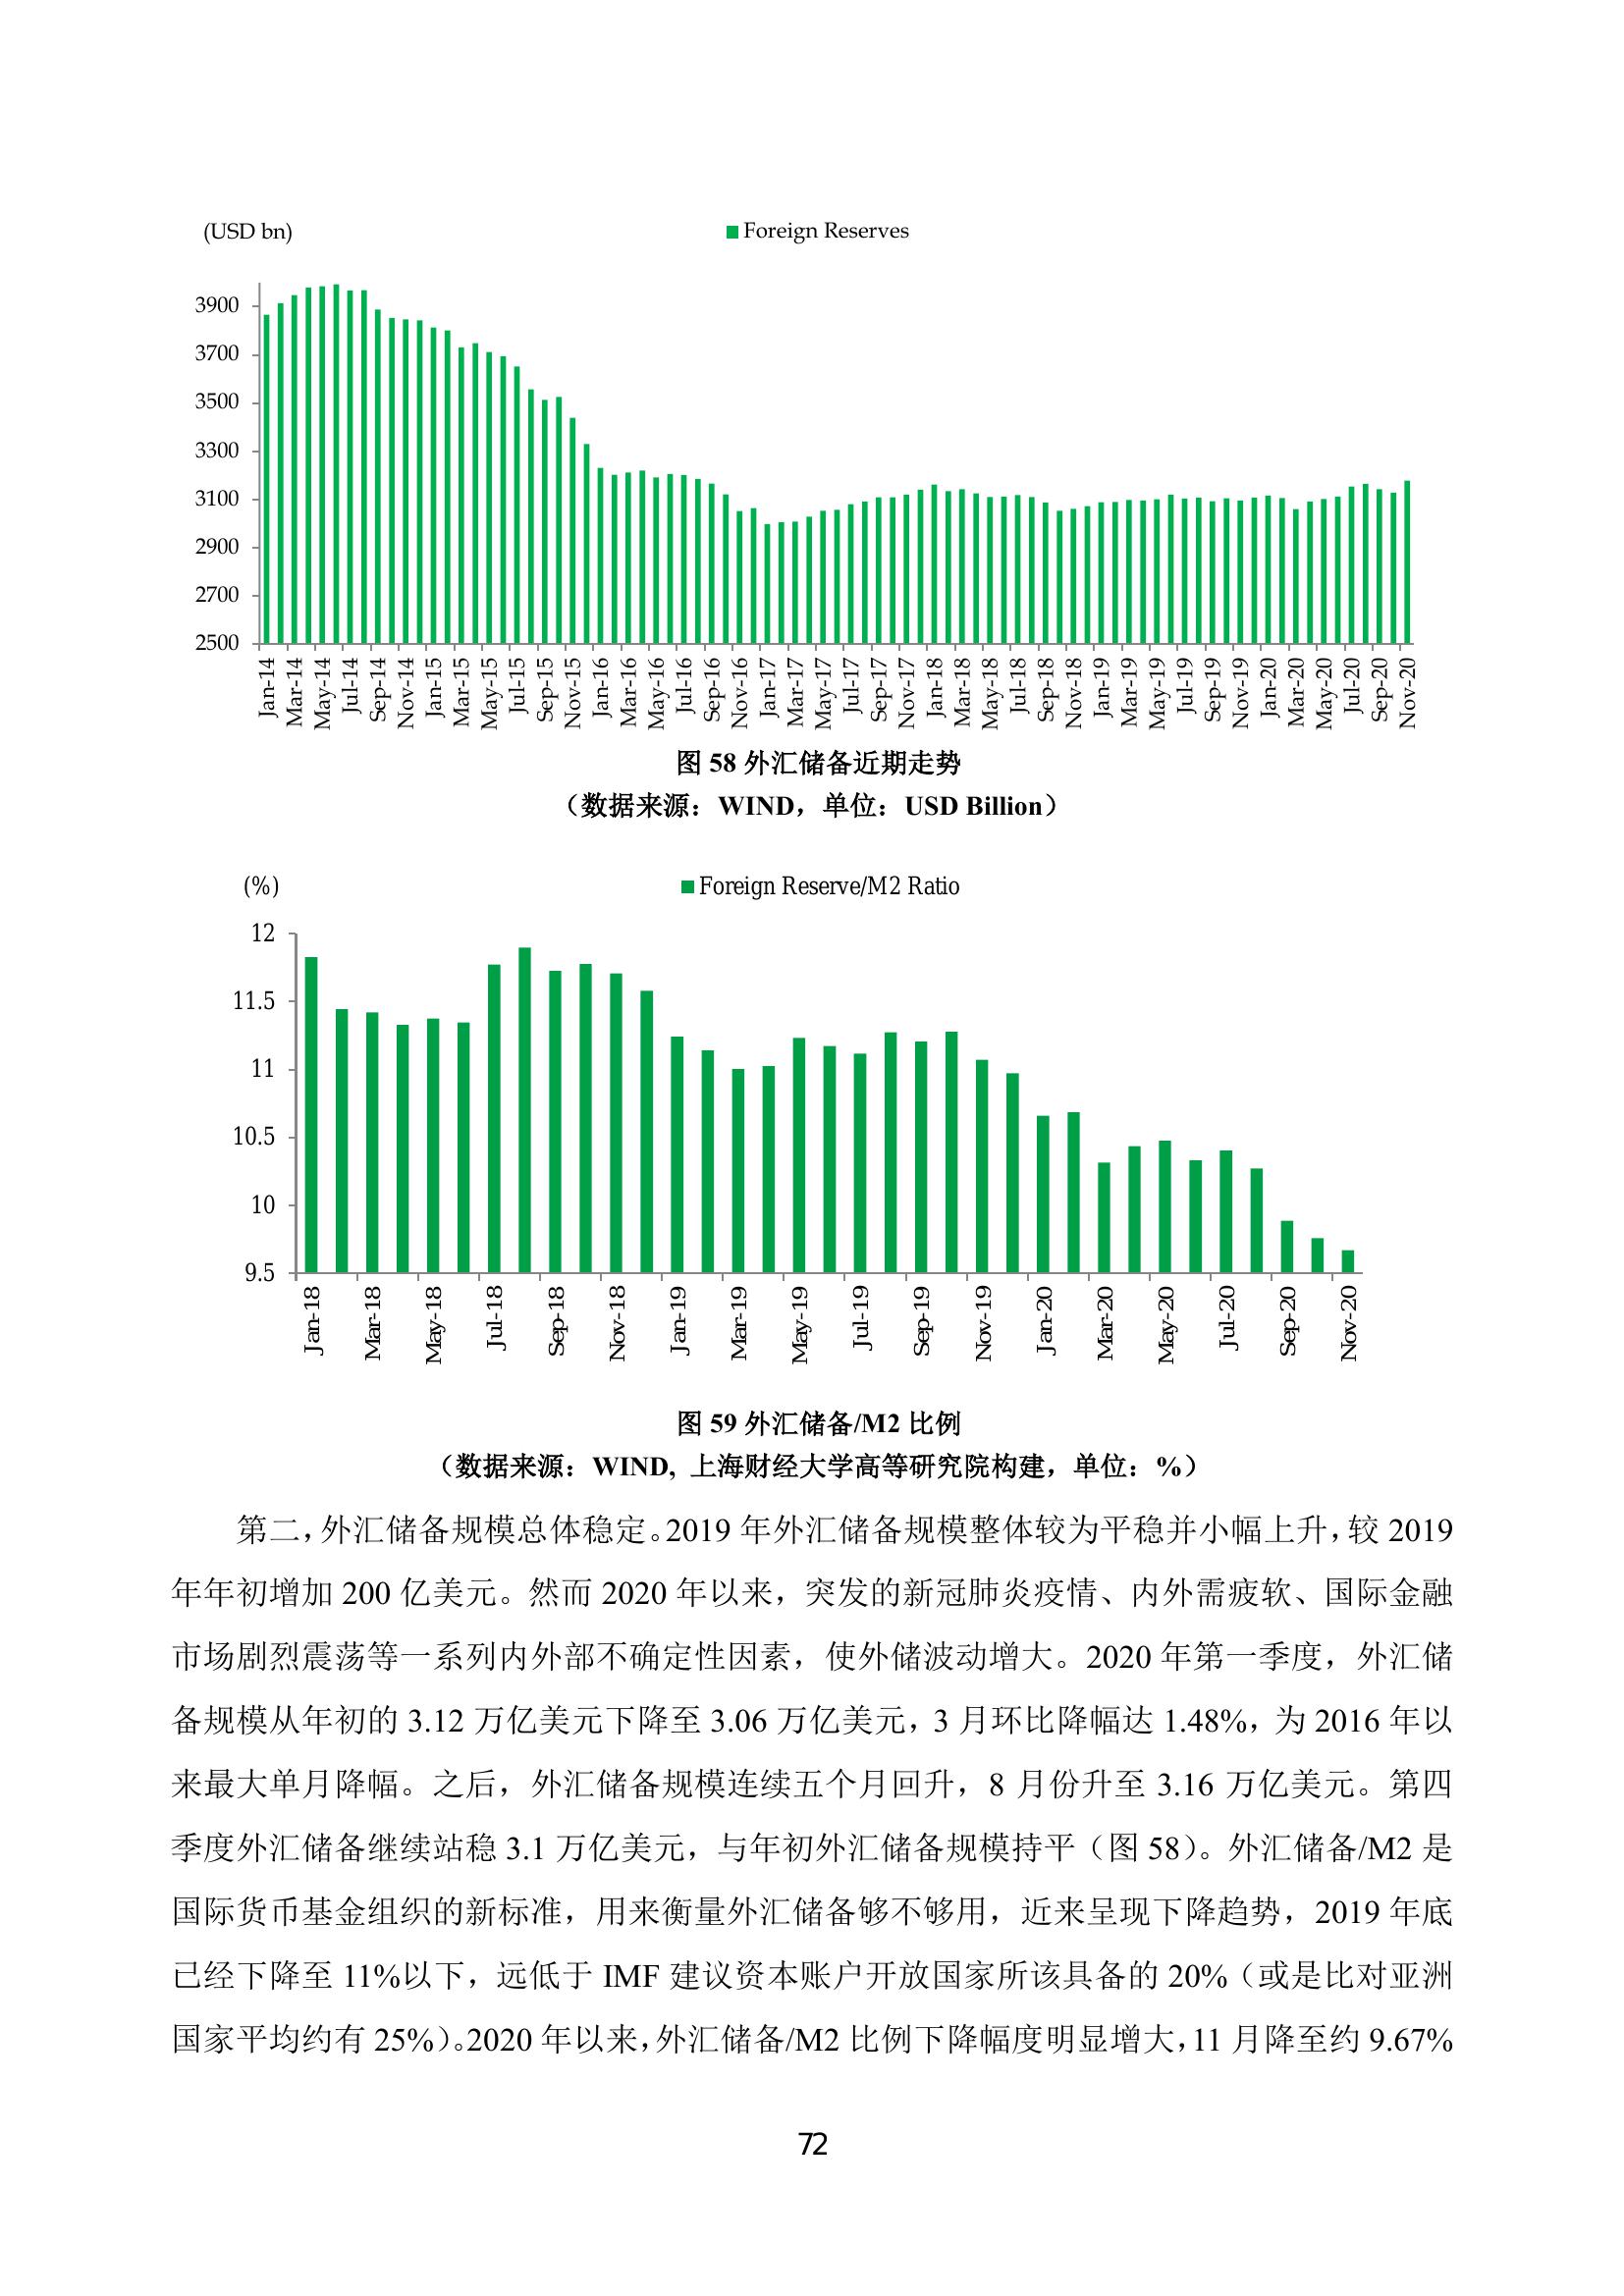 (USD bn)
Foreign Reserves
3900
3700
3500
3300
3100
2900
2700
2500
Jan-14
Mar-14
May-14
Jul-14
Sep-14
Nov-14
Jan-15
Mar-15
May-15
Jul-15
Sep-15
Nov-15
Jan-16
Mar-16
May-16
Jul-16
Sep-16
Nov-16
Jan-17
Mar-17
May-17
Jul-17
Sep-17
Nov-17
Jan-18
Mar-18
May-18
Jul-18
Sep-18
Nov-18
Jan-19
Mar-19
May-19
Jul-19
Sep-19
Nov-19
Jan-20
Mar-20
May-20
Jul-20
Sep-20
Nov-20
图 58 外汇储备近期走势
（数据来源：WIND，单位：USD Billion）
(%)
Foreign Reserve/M2 Ratio
12
11.5
11
10.5
10
9.5
Jan-18
Mar-18
May-18
Jul-18
Sep-18
Nov-18
Jan-19
Mar-19
May-19
Jul-19
Sep-19
Nov-19
Jan-20
Mar-20
May-20
Jul-20
Sep-20
Nov-20
图 59 外汇储备/M2 比例
（数据来源：WIND, 上海财经大学高等研究院构建，单位：%）
第二，外汇储备规模总体稳定。2019 年外汇储备规模整体较为平稳并小幅上升，较 2019
年年初增加 200 亿美元。然而 2020 年以来，突发的新冠肺炎疫情、内外需疲软、国际金融
市场剧烈震荡等一系列内外部不确定性因素，使外储波动增大。2020 年第一季度，外汇储
备规模从年初的 3.12 万亿美元下降至 3.06 万亿美元，3 月环比降幅达 1.48%，为 2016 年以
来最大单月降幅。之后，外汇储备规模连续五个月回升，8 月份升至 3.16 万亿美元。第四
季度外汇储备继续站稳 3.1 万亿美元，与年初外汇储备规模持平（图 58）。外汇储备/M2 是
国际货币基金组织的新标准，用来衡量外汇储备够不够用，近来呈现下降趋势，2019 年底
已经下降至 11%以下，远低于 IMF 建议资本账户开放国家所该具备的 20%（或是比对亚洲
国家平均约有 25%）。2020 年以来，外汇储备/M2 比例下降幅度明显增大，11 月降至约 9.67%
72